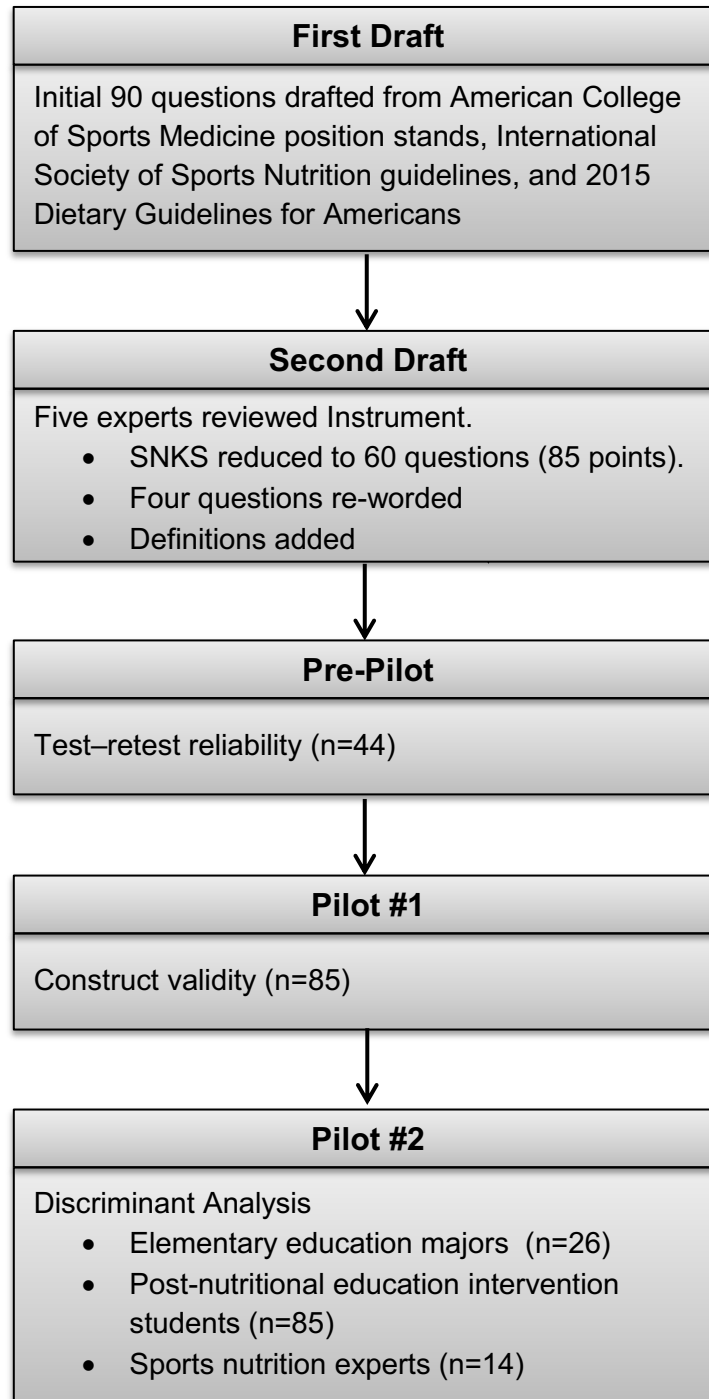 First Draft
Initial 90 questions drafted from American College
of Sports Medicine position stands, International
Society of Sports Nutrition guidelines, and 2015
Dietary Guidelines for Americans
Second Draft
Five experts reviewed Instrument.
• SNKS reduced to 60 questions (85 points).
• Four questions re-worded
• Definitions added
Pre-Pilot
Test–retest reliability (n=44)
Pilot #1
Construct validity (n=85)
Pilot #2
Discriminant Analysis
• Elementary education majors (n=26)
• Post-nutritional education intervention
students (n=85)
• Sports nutrition experts (n=14)